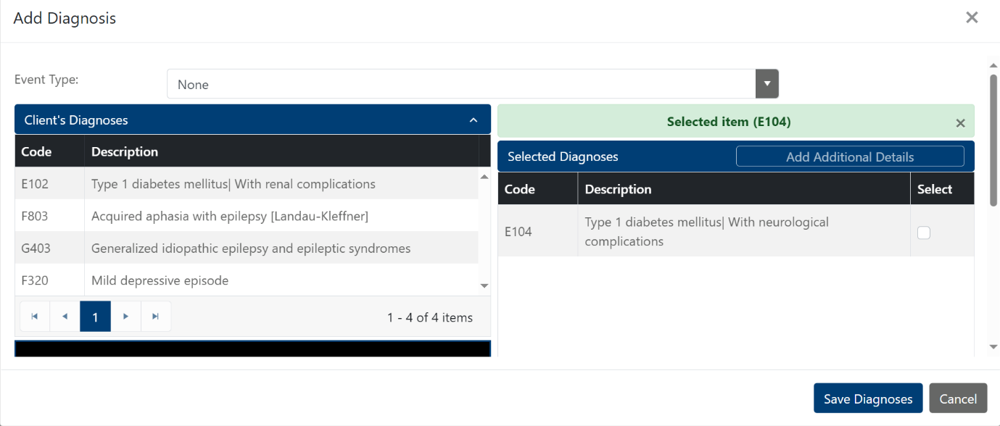 Add Diagnosis
Event Type:
None
Client's Diagnoses
Code Description
E102 Type 1 diabetes mellitus| With renal complications
F803 Acquired aphasia with epilepsy [Landau-Kleffner]
G403 Generalized idiopathic epilepsy and epileptic syndromes
F320 Mild depressive episode
1
1 - 4 of 4 items
Selected item (E104)
Selected Diagnoses Add Additional Details
Code Description Select
E104 Type 1 diabetes mellitus| With neurological
complications
Save Diagnoses Cancel